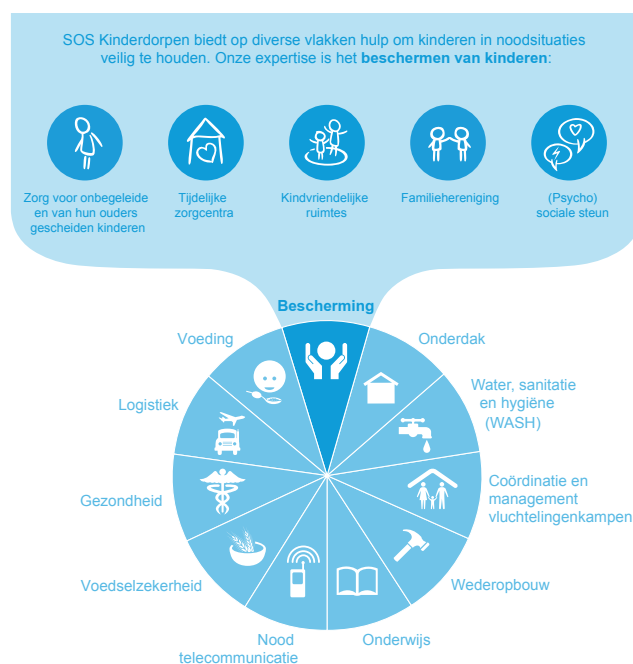 SOS Kinderdorpen biedt op diverse vlakken hulp om kinderen in noodsituaties
veilig te houden. Onze expertise is het beschermen van kinderen:
Zorg voor onbegeleide
en van hun ouders
gescheiden kinderen
Tijdelijke
zorgcentra
Kindvriendelijke
ruimtes
Familiehereniging
(Psycho)
sociale steun
Bescherming
Onderdak
Water, sanitatie
en hygiëne
(WASH)
Coördinatie en
management
vluchtelingenkampen
Wederopbouw
Onderwijs
Nood
telecommunicatie
Voedselzekerheid
Gezondheid
Logistiek
Voeding